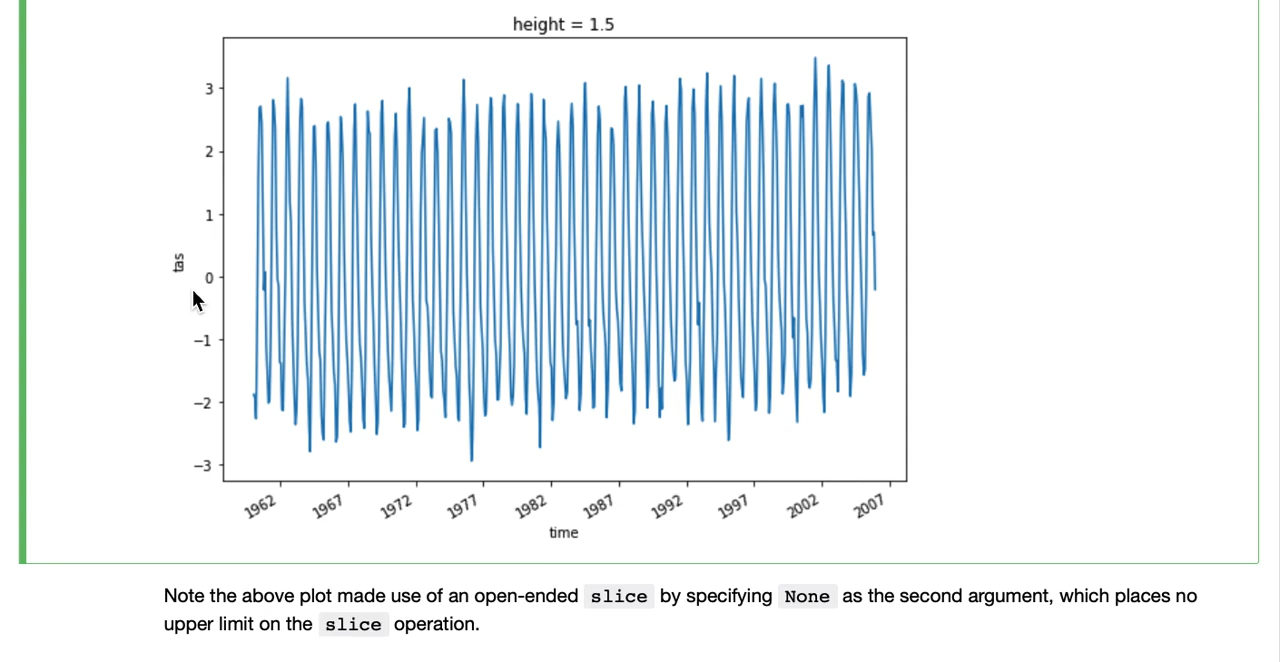 height = 1.5
3
2
1
0
−1
−2
−3
tas
1962 1967 1972 1977 1982 1987 1992 1997 2002 2007
time
Note the above plot made use of an open-ended slice by specifying None as the second argument, which places no
upper limit on the slice operation.